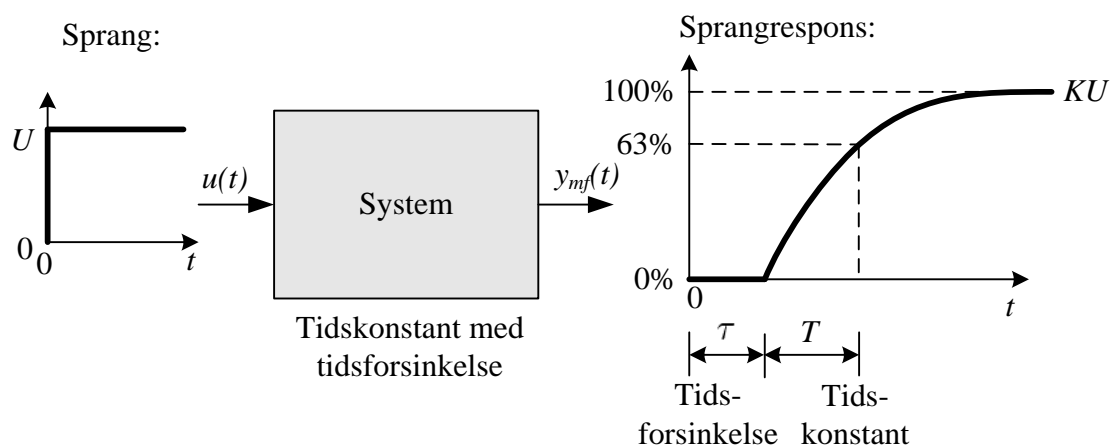 Sprang:
U
0
0
t
u(t)
System
y_mf(t)
Tidskonstant med
tidsforsinkelse
Sprangrespons:
100%
KU
63%
0%
0
t
τ
T
Tids-
forsinkelse
Tids-
konstant